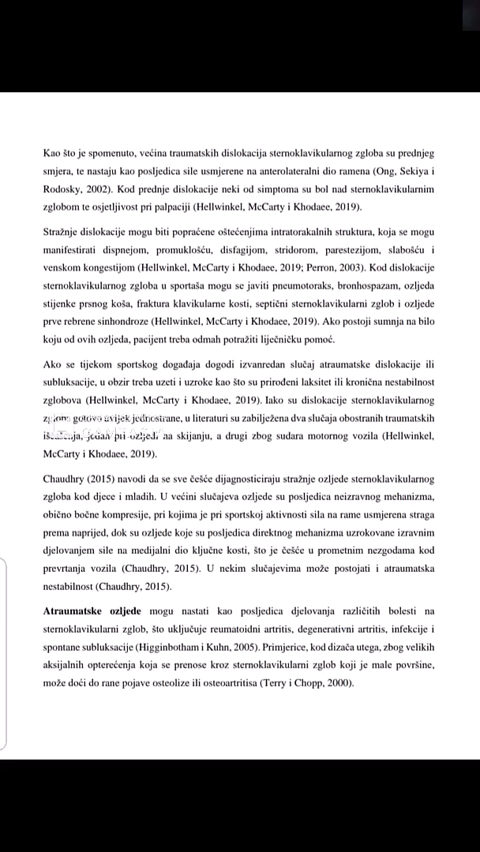 Kao što je spomenuto, većina traumatskih dislokacija sternoklavikularnog zgloba su prednjeg
smjera, te nastaju kao posljedica sile usmjerene na anterolateralni dio ramena (Ong, Sekiya i
Rodosky, 2002). Kod prednje dislokacije neki od simptoma su bol nad sternoklavikularnim
zglobom te osjetljivost pri palpaciji (Hellwinkel, McCarty i Khodaee, 2019).
Stražnje dislokacije mogu biti popraćene oštećenjima intratorakalnih struktura, koja se mogu
manifestirati dispnejom, promuklošću, disfagijom, stridorom, parestezijom, slabošću i
venskom kongestijom (Hellwinkel, McCarty i Khodaee, 2019; Perron, 2003). Kod dislokacije
sternoklavikularnog zgloba u sportaša mogu se javiti pneumotoraks, bronhospazam, ozljeda
stijenke prsnog koša, fraktura klavikularne kosti, septični sternoklavikularni zglob i ozljede
prve rebrene sinhondroze (Hellwinkel, McCarty i Khodaee, 2019). Ako postoji sumnja na bilo
koju od ovih ozljeda, pacijent treba odmah potražiti liječničku pomoć.
Ako se tijekom sportskog događaja dogodi izvanredan slučaj atraumatske dislokacije ili
subluksacije, u obzir treba uzeti i uzroke kao što su prirođeni laksitet ili kronična nestabilnost
zglobova (Hellwinkel, McCarty i Khodaee, 2019). Iako su dislokacije sternoklavikularnog
zgloba gotovo uvijek jednostrane, u literaturi su zabilježena dva slučaja obostranih traumatskih
jedan pri ozljedi na skijanju, a drugi zbog sudara motornog vozila (Hellwinkel,
McCarty i Khodaee, 2019).
Chaudhry (2015) navodi da se sve češće dijagnosticiraju stražnje ozljede sternoklavikularnog
zgloba kod djece i mladih. U većini slučajeva ozljede su posljedica neizravnog mehanizma,
obično bočne kompresije, pri kojima je pri sportskoj aktivnosti sila na rame usmjerena straga
prema naprijed, dok su ozljede koje su posljedica direktnog mehanizma uzrokovane izravnim
djelovanjem sile na medijalni dio ključne kosti, što je češće u prometnim nezgodama kod
prevrtanja vozila (Chaudhry, 2015). U nekim slučajevima može postojati i atraumatska
nestabilnost (Chaudhry, 2015).
Atraumatske ozljede mogu nastati kao posljedica djelovanja različitih bolesti na
sternoklavikularni zglob, što uključuje reumatoidni artritis, degenerativni artritis, infekcije i
spontane subluksacije (Higginbotham i Kuhn, 2005). Primjerice, kod dizača utega, zbog velikih
aksijalnih opterećenja koja se prenose kroz sternoklavikularni zglob koji je male površine,
može doći do rane pojave osteolize ili osteoartritisa (Terry i Chopp, 2000).